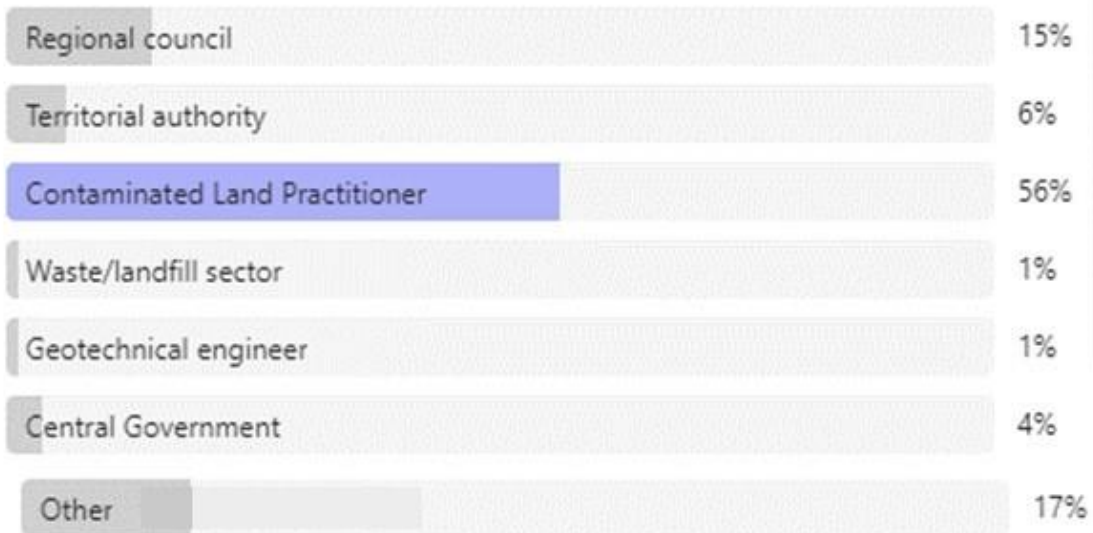 Regional council 15%
Territorial authority 6%
Contaminated Land Practitioner 56%
Waste/landfill sector 1%
Geotechnical engineer 1%
Central Government 4%
Other 17%